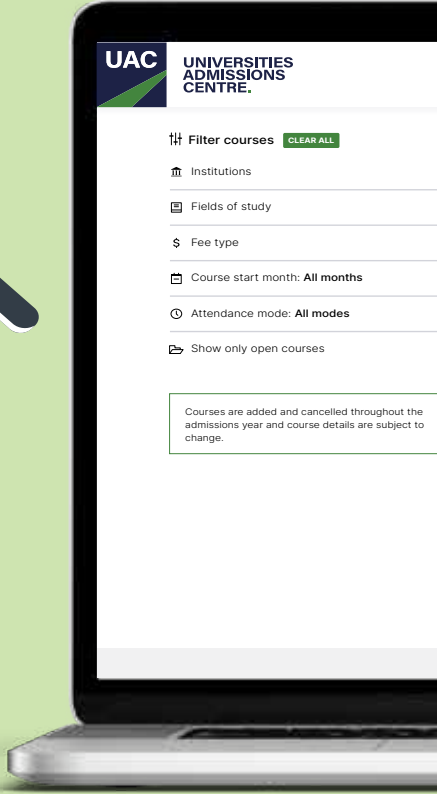 UAC
UNIVERSITIES
ADMISSIONS
CENTRE.
Filter courses CLEAR ALL
Institutions
Fields of study
$ Fee type
Course start month: All months
Attendance mode: All modes
Show only open courses
Courses are added and cancelled throughout the
admissions year and course details are subject to
change.